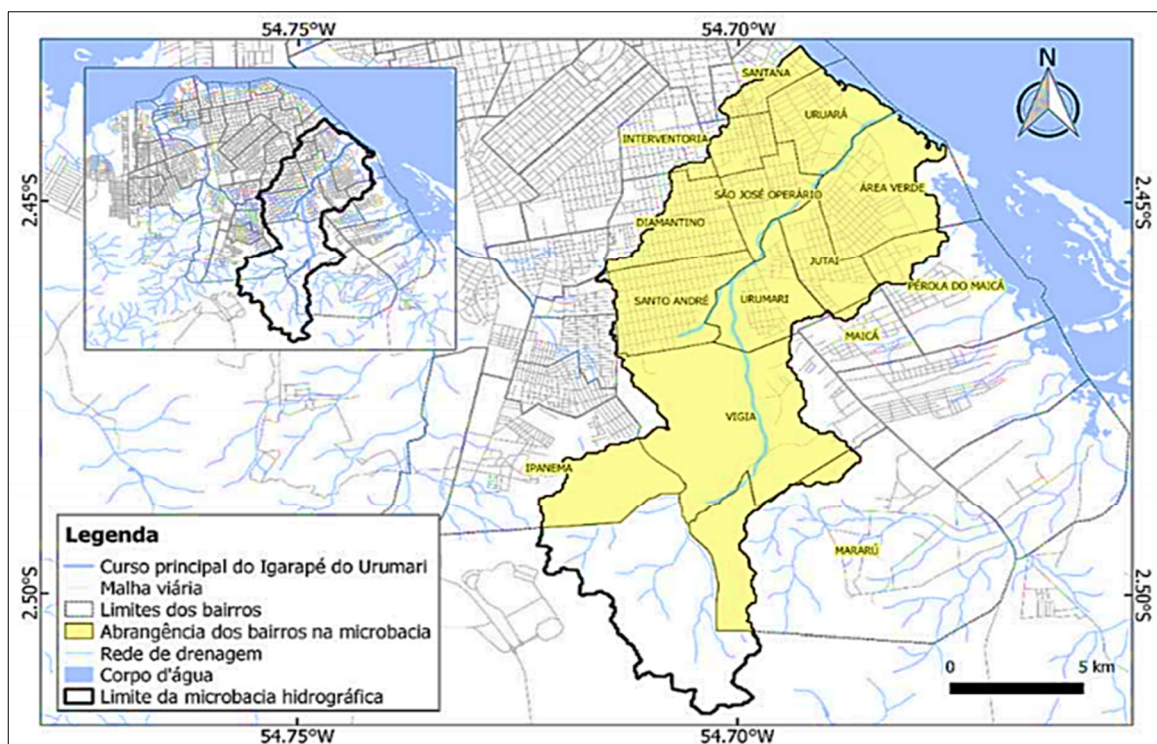 54.75°W
54.70°W
N
SANTANA
URUARÁ
INTERVENTORIA
2.45°S
2.45°S
SÃO JOSÉ OPERÁRIO
ÁREA VERDE
DIAMANTINO
JUTAI
PÉROLA DO MAICÁ
SANTO ANDRÉ
URUMARI
MAICÁ
VIGIA
IPANEMA
MARARÚ
Legenda
Curso principal do Igarapé do Urumari
Malha viária
Limites dos bairros
Abrangência dos bairros na microbacia
Rede de drenagem
Corpo d'água
Limite da microbacia hidrográfica
2.50°S
2.50°S
0 5 km
54.75°W
54.70°W